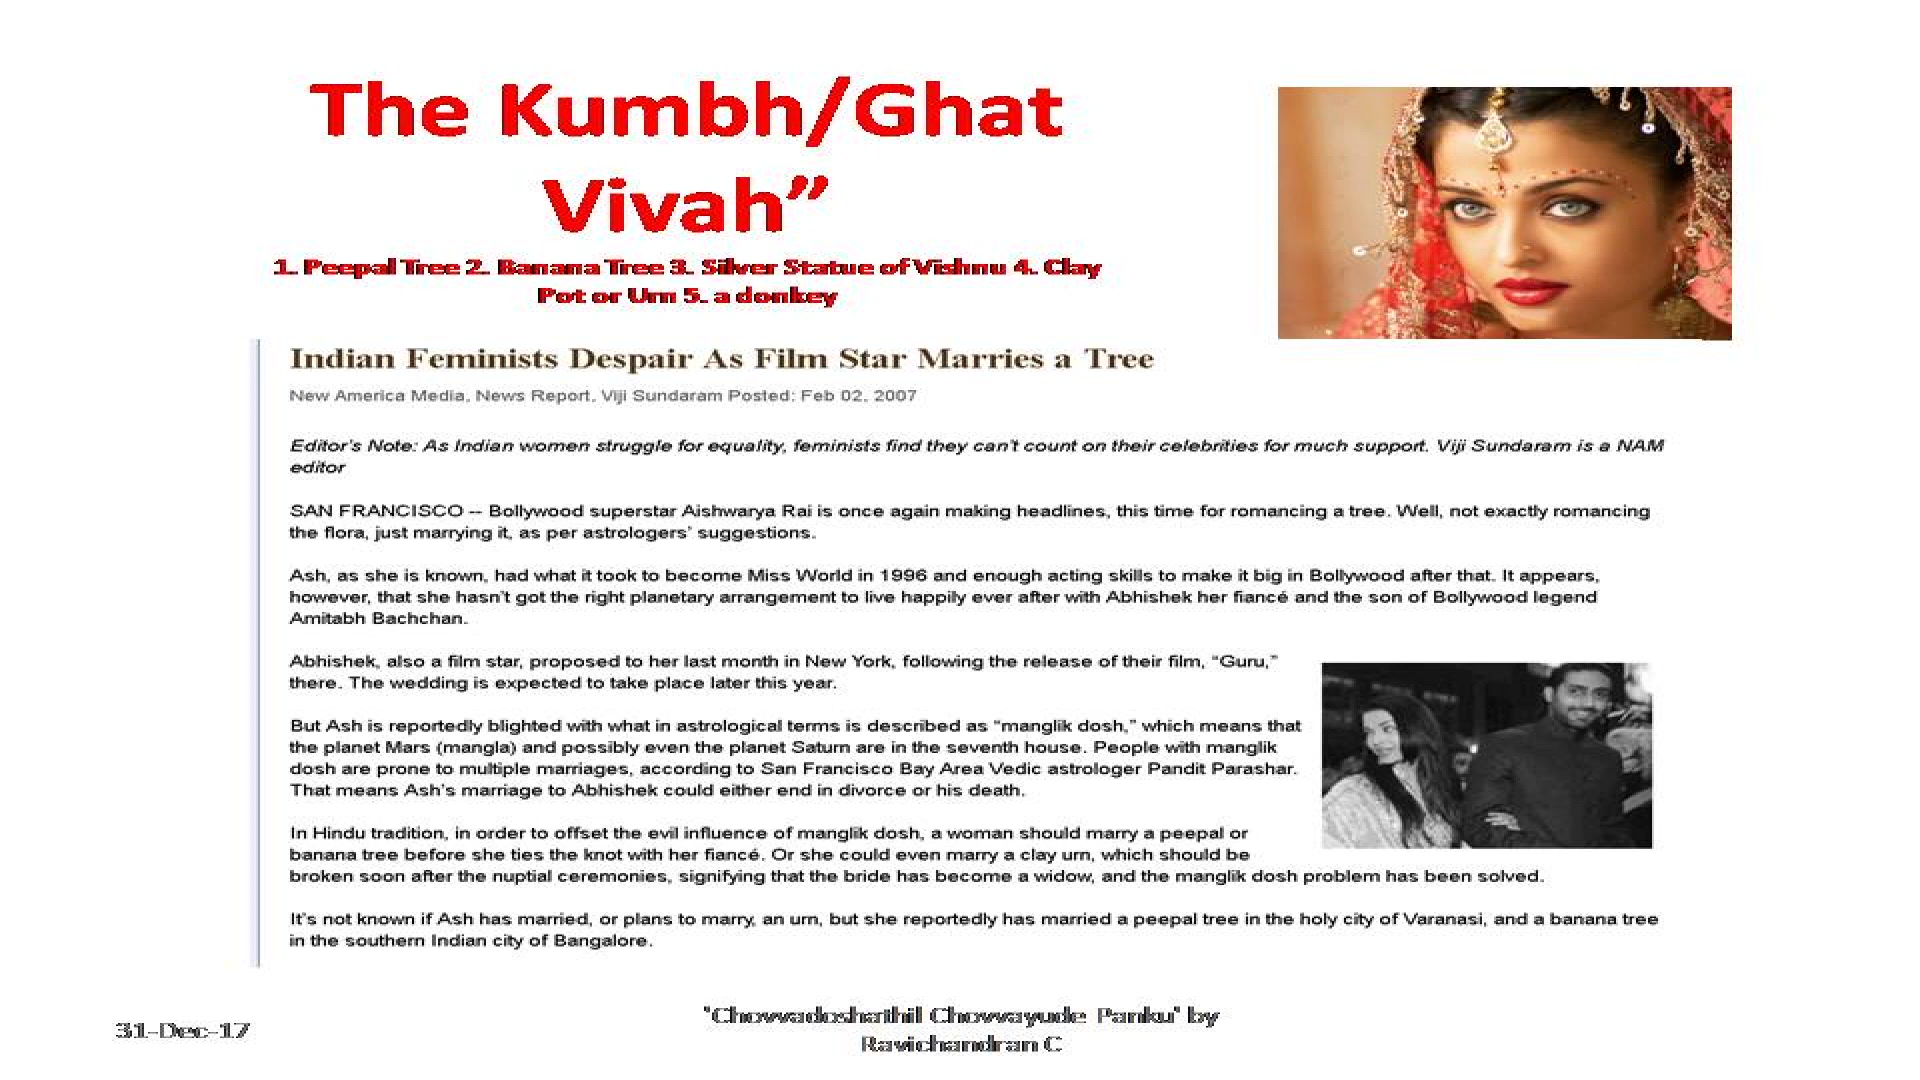 The Kumbh/Ghat
Vivah”
1. Peepal Tree 2. Banana Tree 3. Silver Statue of Vishnu 4. Clay
Pot or Urn 5. a donkey
Indian Feminists Despair As Film Star Marries a Tree
New America Media, News Report, Viji Sundaram Posted: Feb 02, 2007
Editor's Note: As Indian women struggle for equality, feminists find they can't count on their celebrities for much support. Viji Sundaram is a NAM
editor
SAN FRANCISCO -- Bollywood superstar Aishwarya Rai is once again making headlines, this time for romancing a tree. Well, not exactly romancing
the flora, just marrying it, as per astrologers' suggestions.
Ash, as she is known, had what it took to become Miss World in 1996 and enough acting skills to make it big in Bollywood after that. It appears,
however, that she hasn't got the right planetary arrangement to live happily ever after with Abhishek her fiancé and the son of Bollywood legend
Amitabh Bachchan.
Abhishek, also a film star, proposed to her last month in New York, following the release of their film, “Guru,”
there. The wedding is expected to take place later this year.
But Ash is reportedly blighted with what in astrological terms is described as “manglik dosh,” which means that
the planet Mars (mangla) and possibly even the planet Saturn are in the seventh house. People with manglik
dosh are prone to multiple marriages, according to San Francisco Bay Area Vedic astrologer Pandit Parashar.
That means Ash's marriage to Abhishek could either end in divorce or his death.
In Hindu tradition, in order to offset the evil influence of manglik dosh, a woman should marry a peepal or
banana tree before she ties the knot with her fiancé. Or she could even marry a clay urn, which should be
broken soon after the nuptial ceremonies, signifying that the bride has become a widow, and the manglik dosh problem has been solved.
It's not known if Ash has married, or plans to marry, an urn, but she reportedly has married a peepal tree in the holy city of Varanasi, and a banana tree
in the southern Indian city of Bangalore.
31-Dec-17
'Chowadoshathil Chowayude Panku' by
Ravichandran C